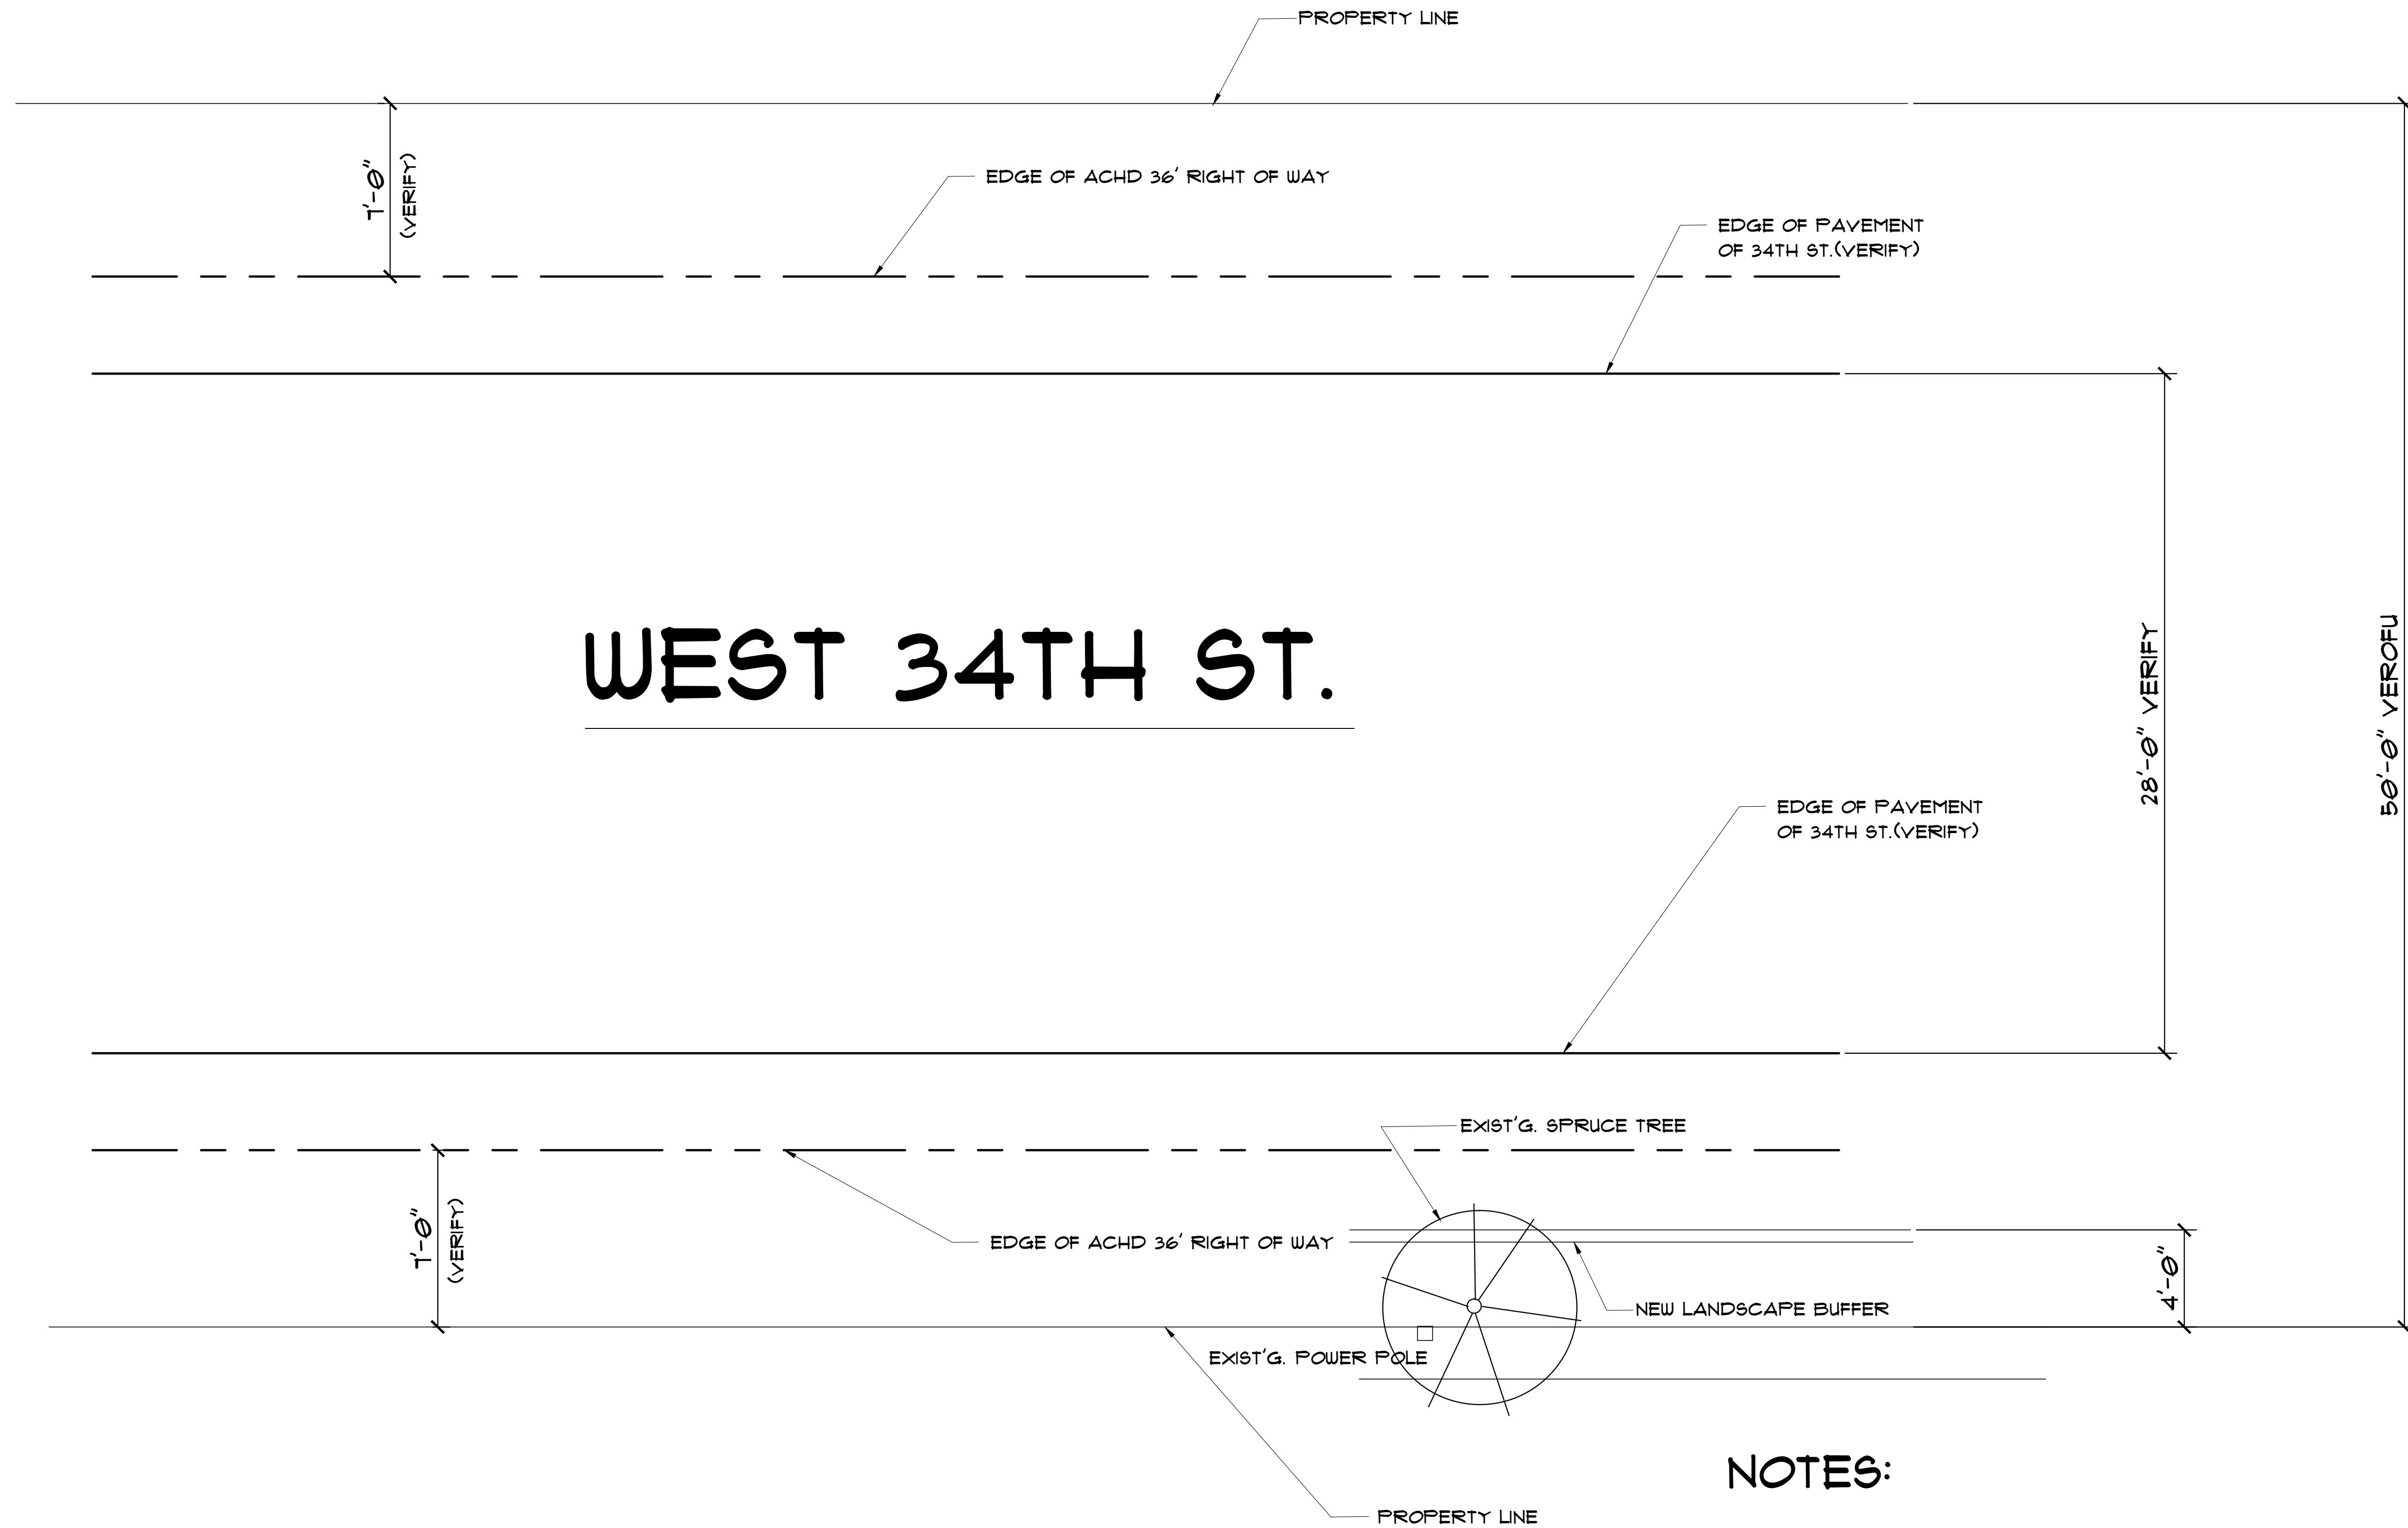 PROPERTY LINE
7'-0"
(VERIFY)
EDGE OF ACHD 36' RIGHT OF WAY
EDGE OF PAVEMENT
OF 34TH ST.(VERIFY)
WEST 34TH ST.
28'-0" VERIFY
50'-0" VEROFU
EDGE OF PAVEMENT
OF 34TH ST.(VERIFY)
EXIST'G. SPRUCE TREE
7'-0"
(VERIFY)
EDGE OF ACHD 36' RIGHT OF WAY
4'-0"
NEW LANDSCAPE BUFFER
EXIST'G. POWER POLE
NOTES:
PROPERTY LINE